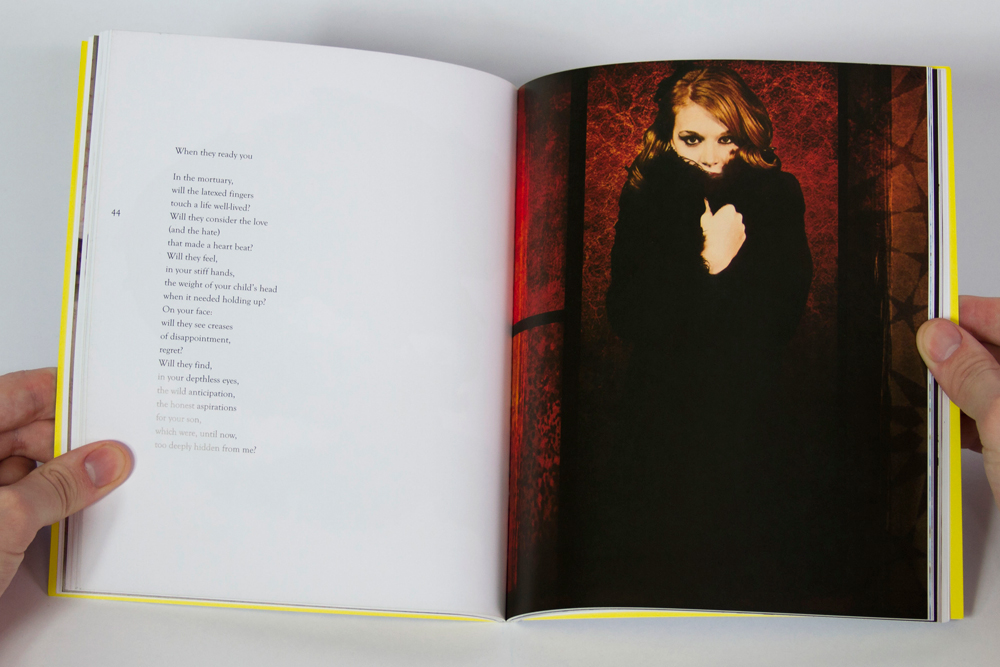 When they ready you
In the mortuary,
will the latexed fingers
touch a life well-lived?
44
Will they consider the love
(and the hate)
that made a heart beat?
Will they feel,
in your stiff hands,
the weight of your child's head
when it needed holding up?
On your face:
will they see creases
of disappointment,
regret?
Will they find,
in your depthless eyes,
the wild anticipation,
the honest aspirations
for your son,
which were, until now,
too deeply hidden from me?